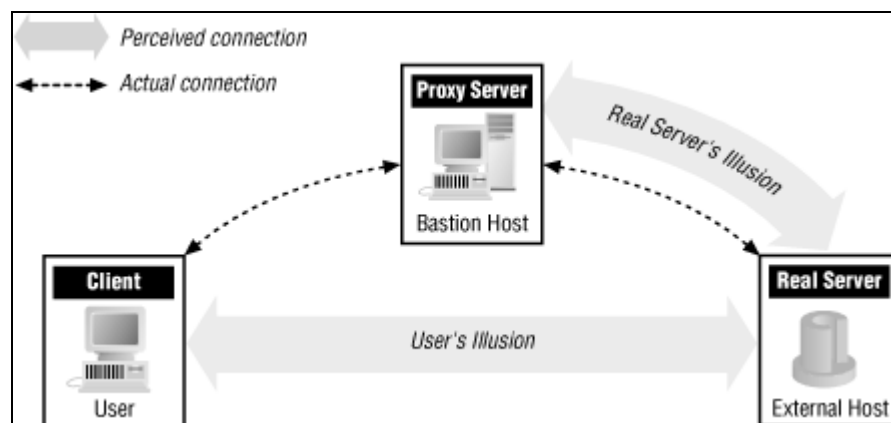 Perceived connection
Actual connection
Proxy Server
Bastion Host
Real Server's Illusion
Client
User
User's Illusion
Real Server
External Host